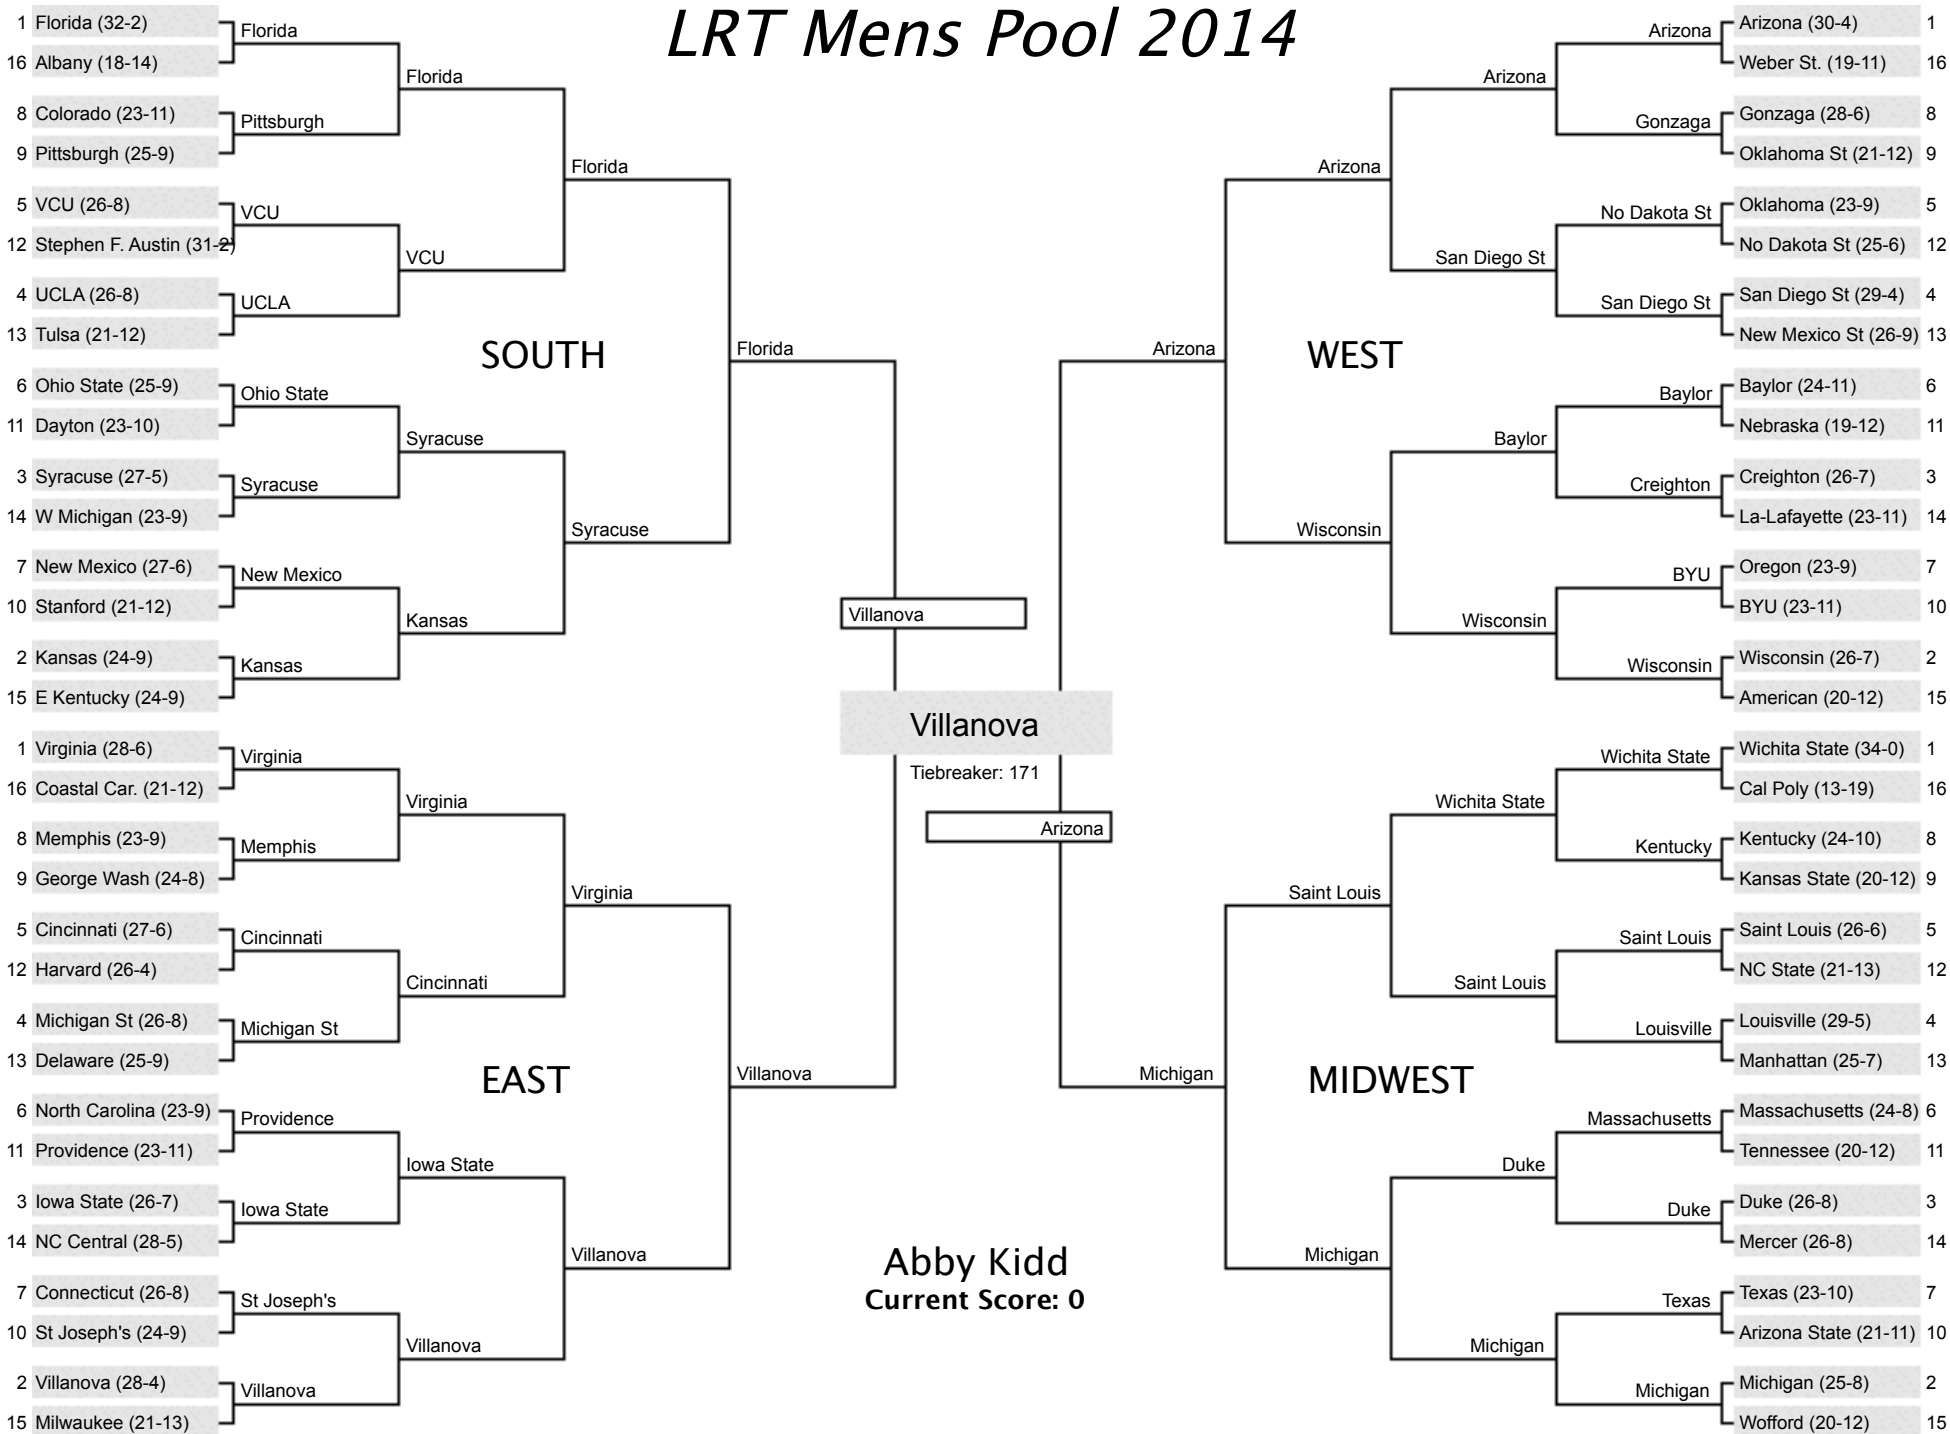 LRT Mens Pool 2014
1 Florida (32-2)
16 Albany (18-14)
8 Colorado (23-11)
9 Pittsburgh (25-9)
5 VCU (26-8)
12 Stephen F. Austin (31-2)
4 UCLA (26-8)
13 Tulsa (21-12)
6 Ohio State (25-9)
11 Dayton (23-10)
3 Syracuse (27-5)
14 W Michigan (23-9)
7 New Mexico (27-6)
10 Stanford (21-12)
2 Kansas (24-9)
15 E Kentucky (24-9)
Florida
Pittsburgh
VCU
UCLA
Ohio State
Syracuse
New Mexico
Kansas
Florida
VCU
Syracuse
Kansas
Florida
Syracuse
Florida
SOUTH
1 Virginia (28-6)
16 Coastal Car. (21-12)
8 Memphis (23-9)
9 George Wash (24-8)
5 Cincinnati (27-6)
12 Harvard (26-4)
4 Michigan St (26-8)
13 Delaware (25-9)
6 North Carolina (23-9)
11 Providence (23-11)
3 Iowa State (26-7)
14 NC Central (28-5)
7 Connecticut (26-8)
10 St Joseph's (24-9)
2 Villanova (28-4)
15 Milwaukee (21-13)
Virginia
Memphis
Cincinnati
Michigan St
Providence
Iowa State
St Joseph's
Villanova
Virginia
Cincinnati
Iowa State
Villanova
Virginia
Villanova
Villanova
EAST
Villanova
Villanova
Tiebreaker: 171
Arizona
Abby Kidd
Current Score: 0
Arizona (30-4) 1
Weber St. (19-11) 16
Gonzaga (28-6) 8
Oklahoma St (21-12) 9
Oklahoma (23-9) 5
No Dakota St (25-6) 12
San Diego St (29-4) 4
New Mexico St (26-9) 13
Baylor (24-11) 6
Nebraska (19-12) 11
Creighton (26-7) 3
La-Lafayette (23-11) 14
Oregon (23-9) 7
BYU (23-11) 10
Wisconsin (26-7) 2
American (20-12) 15
Arizona
Gonzaga
No Dakota St
San Diego St
Baylor
Creighton
BYU
Wisconsin
Arizona
San Diego St
Baylor
Wisconsin
Arizona
Wisconsin
Arizona
WEST
Wichita State (34-0) 1
Cal Poly (13-19) 16
Kentucky (24-10) 8
Kansas State (20-12) 9
Saint Louis (26-6) 5
NC State (21-13) 12
Louisville (29-5) 4
Manhattan (25-7) 13
Massachusetts (24-8) 6
Tennessee (20-12) 11
Duke (26-8) 3
Mercer (26-8) 14
Texas (23-10) 7
Arizona State (21-11) 10
Michigan (25-8) 2
Wofford (20-12) 15
Wichita State
Kentucky
Saint Louis
Louisville
Massachusetts
Duke
Texas
Michigan
Wichita State
Saint Louis
Duke
Michigan
Saint Louis
Michigan
Michigan
MIDWEST